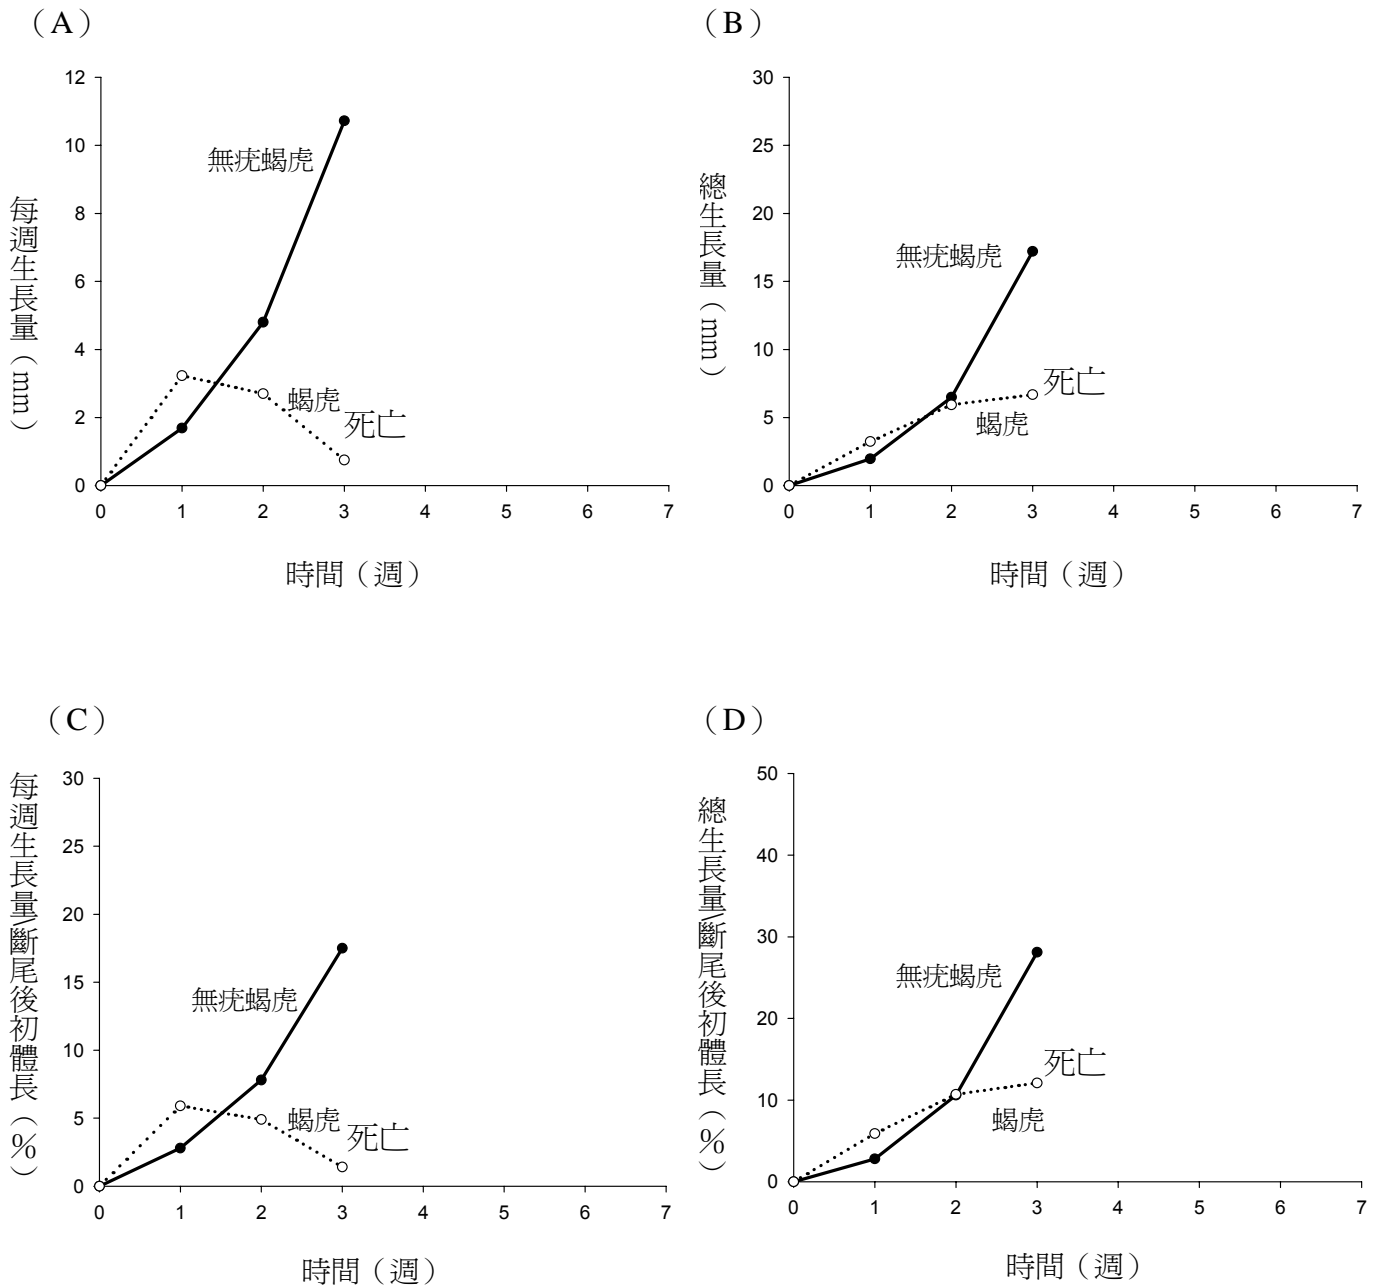 (A)
12
10
8
6
4
2
0
每週生長量(mm)
無疣蝎虎
蝎虎
死亡
0 1 2 3 4 5 6 7
時間(週)
(B)
30
25
20
15
10
5
0
總生長量(mm)
無疣蝎虎
死亡
蝎虎
0 1 2 3 4 5 6 7
時間(週)
(C)
30
25
20
15
10
5
0
每週生長量\斷尾後初體長(%)
無疣蝎虎
蝎虎
死亡
0 1 2 3 4 5 6 7
時間(週)
(D)
50
40
30
20
10
0
總生長量\斷尾後初體長(%)
無疣蝎虎
死亡
蝎虎
0 1 2 3 4 5 6 7
時間(週)